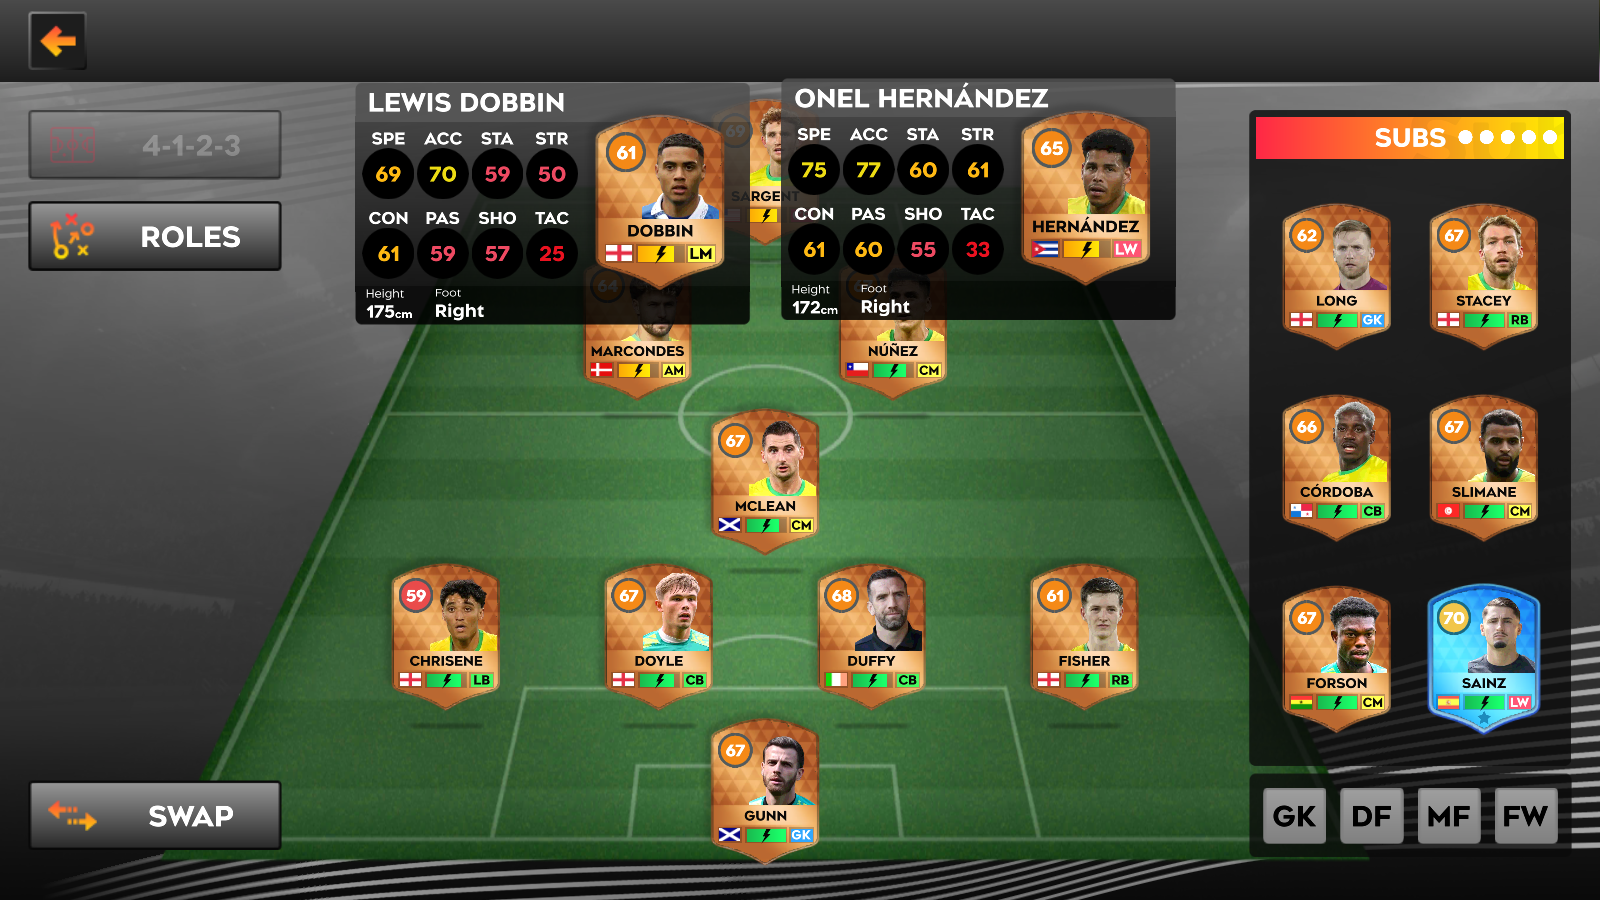 4-1-2-3
ROLES
SWAP
LEWIS DOBBIN
SPE ACC STA STR
69 70 59 50
CON PAS SHO TAC
61 59 57 25
Height Foot
175cm Right
61
DOBBIN
LM
69
SARGENT
ONEL HERNÁNDEZ
SPE ACC STA STR
75 77 60 61
CON PAS SHO TAC
61 60 55 33
Height Foot
172cm Right
65
HERNÁNDEZ
LW
64
MARCONDES
AM
NÚÑEZ
CM
67
MCLEAN
CM
59
CHRISENE
LB
67
DOYLE
CB
68
DUFFY
CB
61
FISHER
RB
67
GUNN
GK
SUBS
62
LONG
GK
67
STACEY
RB
66
CÓRDOBA
CB
67
SLIMANE
CM
67
FORSON
CM
70
SAINZ
LW
GK DF MF FW